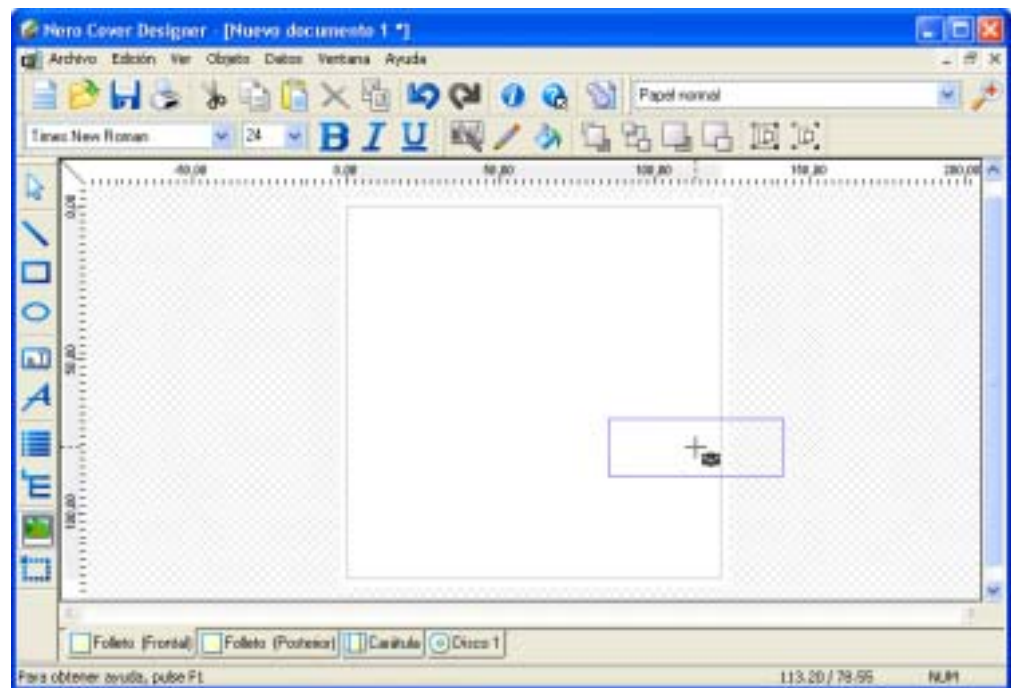 Nero Cover Designer - [Nuevo documento 1 *]
Archivo Edición Ver Objeto Datos Ventana Ayuda
Papel normal
Times New Roman 24 B I U
-50,00 0,00 50,00 100,00 150,00 200,00
0,00
50,00
100,00
Folleto (Frontal) Folleto (Posterior) Carátula Disco 1
Para obtener ayuda, pulse F1 113.20 / 78.55 NUM